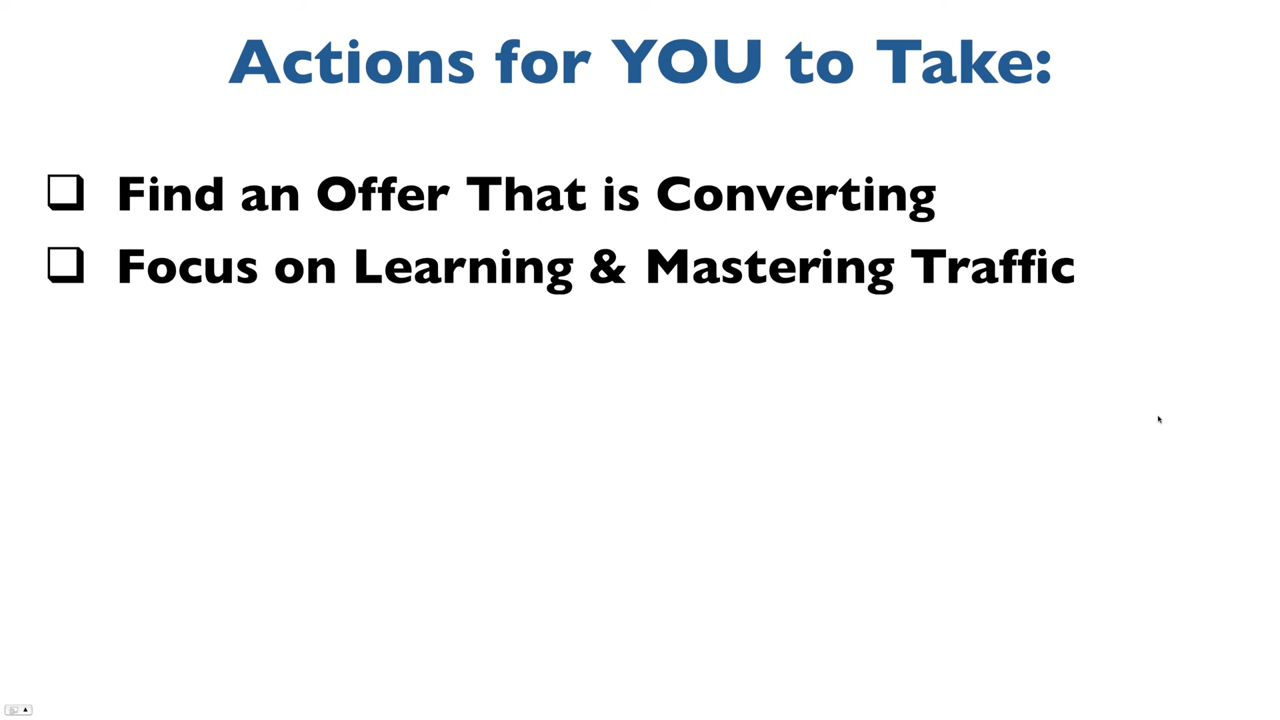 Actions for YOU to Take:
❑ Find an Offer That is Converting
❑ Focus on Learning & Mastering Traffic